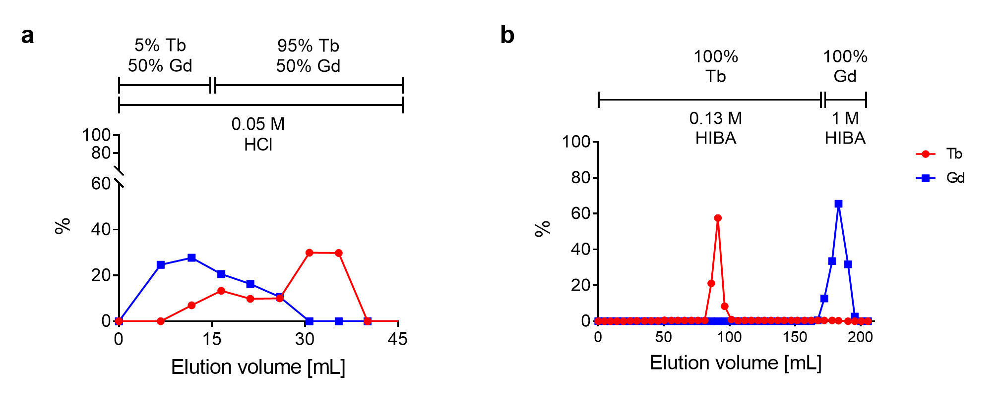 a
5% Tb
50% Gd
95% Tb
50% Gd
0.05 M
HCl
100
80
60
40
20
0
%
0 15 30 45
Elution volume [mL]
b
100%
Tb
100%
Gd
0.13 M
HIBA
1 M
HIBA
100
80
60
40
20
0
%
0 50 100 150 200
Elution volume [mL]
Tb
Gd